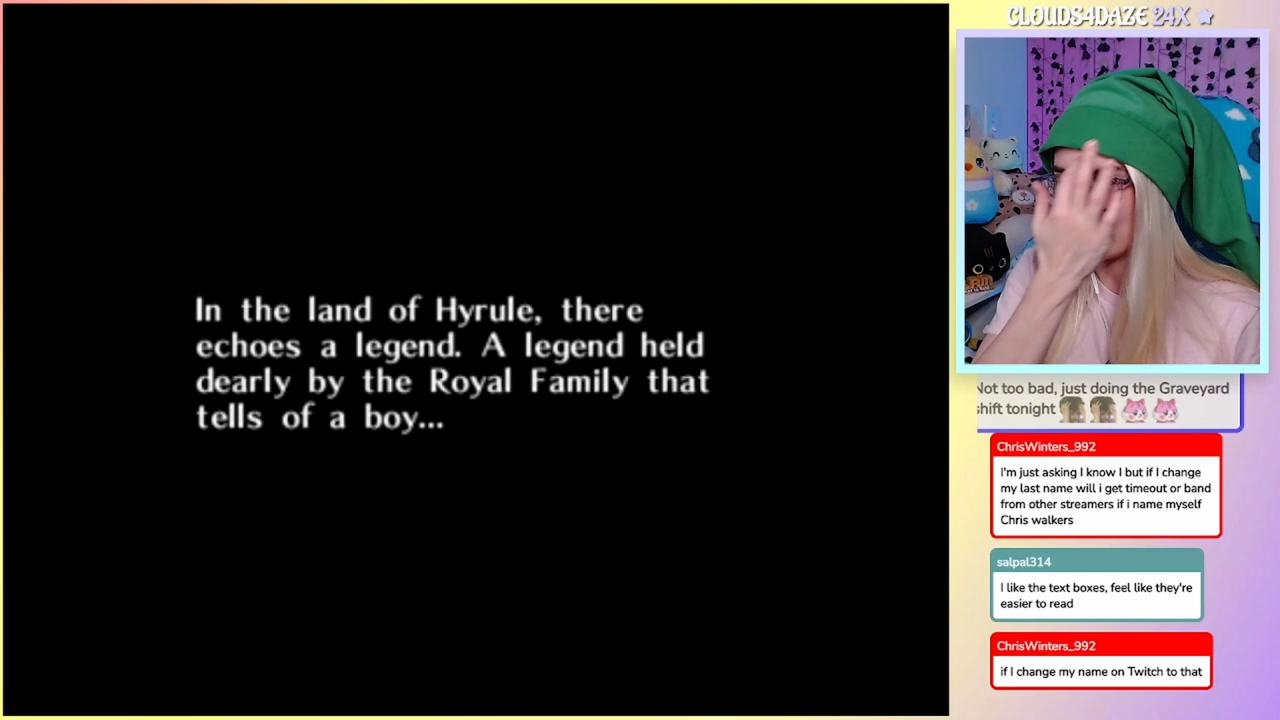 CLOUDS4DAZE 24X
In the land of Hyrule, there
echoes a legend. A legend held
dearly by the Royal Family that
tells of a boy...
Not too bad, just doing the Graveyard
shift tonight
ChrisWinters_992
I'm just asking I know I but if I change
my last name will i get timeout or band
from other streamers if i name myself
Chris walkers
salpal314
I like the text boxes, feel like they're
easier to read
ChrisWinters_992
if I change my name on Twitch to that